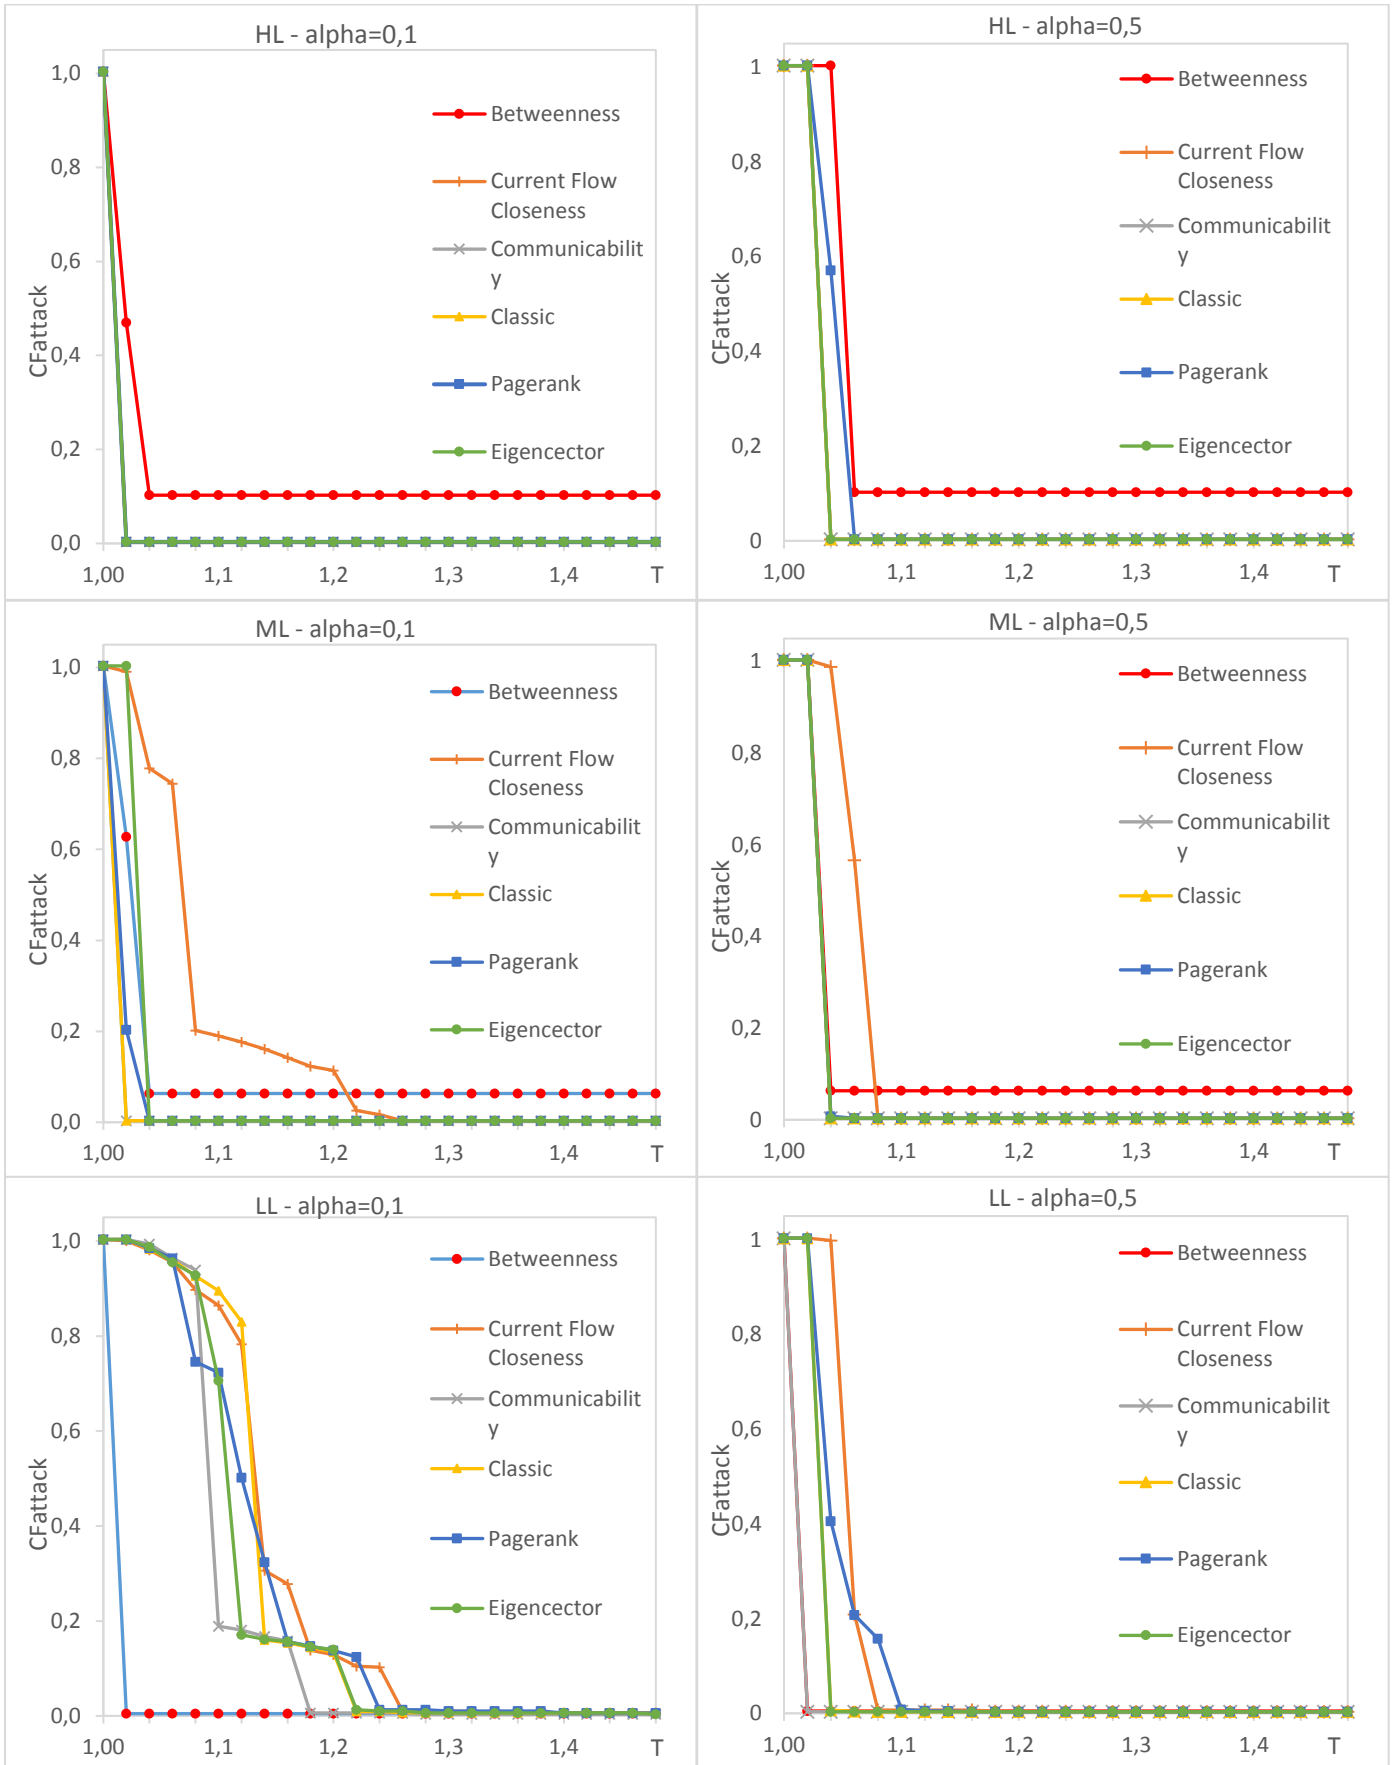 HL - alpha=0,1
1,0
0,8
0,6
0,4
0,2
0,0
CFattack
1,00 1,1 1,2 1,3 1,4 T
Betweenness
Current Flow
Closeness
Communicabilit
y
Classic
Pagerank
Eigencector
HL - alpha=0,5
1
0,8
0,6
0,4
0,2
0
CFattack
1,00 1,1 1,2 1,3 1,4 T
Betweenness
Current Flow
Closeness
Communicabilit
y
Classic
Pagerank
Eigencector
ML - alpha=0,1
1,0
0,8
0,6
0,4
0,2
0,0
CFattack
1,00 1,1 1,2 1,3 1,4 T
Betweenness
Current Flow
Closeness
Communicability
y
Classic
Pagerank
Eigencector
ML - alpha=0,5
1
0,8
0,6
0,4
0,2
0
CFattack
1,00 1,1 1,2 1,3 1,4 T
Betweenness
Current Flow
Closeness
Communicabilit
y
Classic
Pagerank
Eigencector
LL - alpha=0,1
1,0
0,8
0,6
0,4
0,2
0,0
CFattack
1,00 1,1 1,2 1,3 1,4 T
Betweenness
Current Flow
Closeness
Communicabilit
y
Classic
Pagerank
Eigencector
LL - alpha=0,5
1
0,8
0,6
0,4
0,2
0
CFattack
1,00 1,1 1,2 1,3 1,4 T
Betweenness
Current Flow
Closeness
Communicabilit
y
Classic
Pagerank
Eigencector